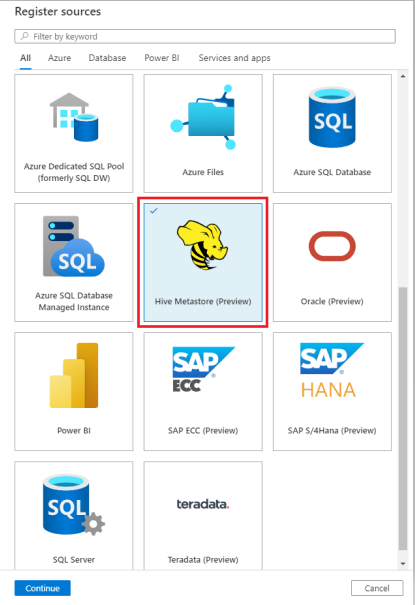 Register sources
Filter by keyword
All Azure Database Power BI Services and apps
Azure Dedicated SQL Pool
(formerly SQL DW)
Azure Files
SQL
Azure SQL Database
SQL
Azure SQL Database
Managed Instance
Hive Metastore (Preview)
Oracle (Preview)
Power BI
SAP
ECC
SAP ECC (Preview)
SAP
HANA
SAP S/4Hana (Preview)
SQL
SQL Server
teradata.
Teradata (Preview)
Continue
Cancel